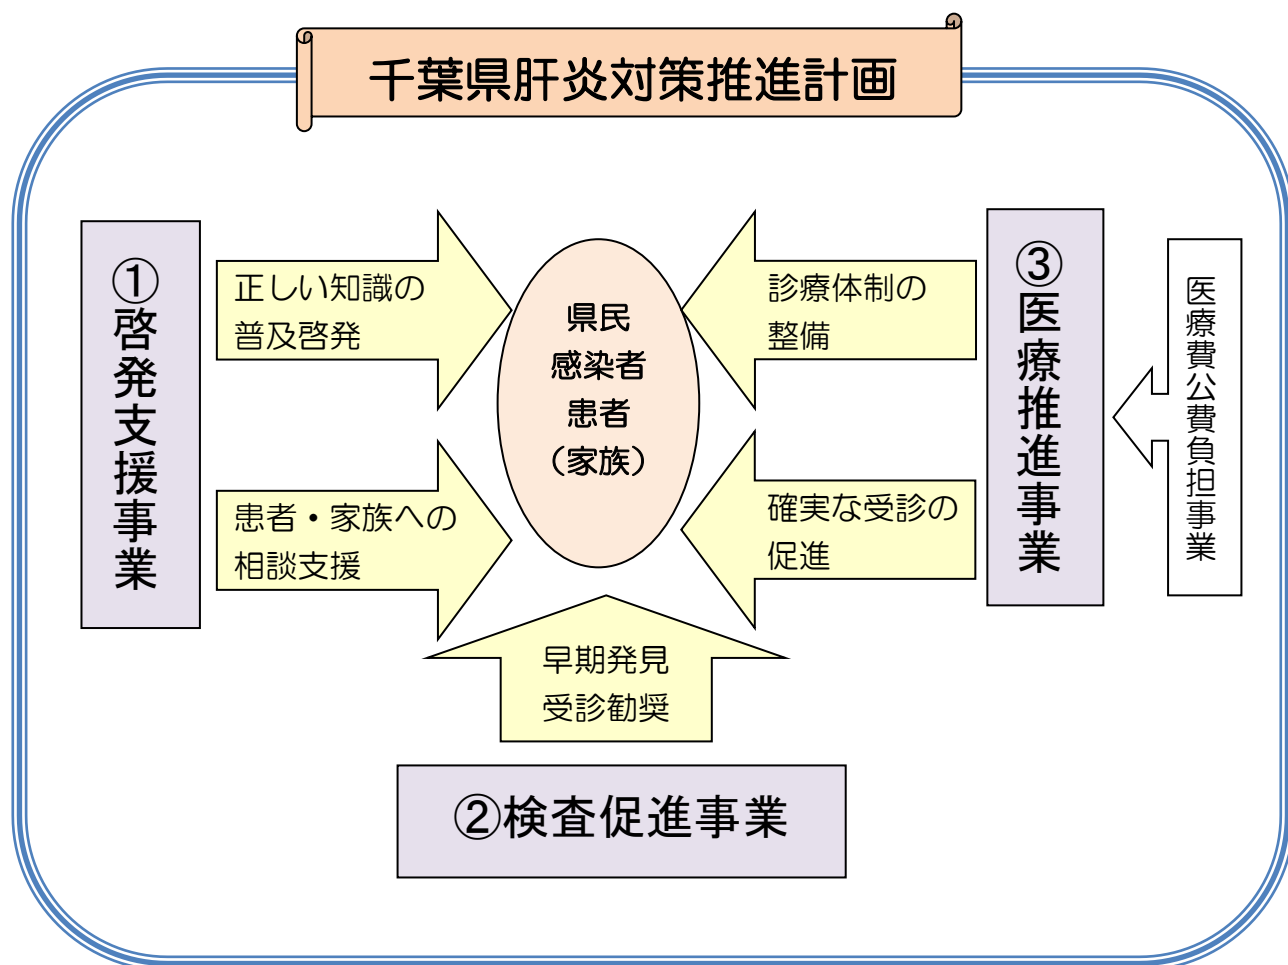 千葉県肝炎対策推進計画
①啓発支援事業
正しい知識の
普及啓発
患者・家族への
相談支援
県民
感染者
患者
（家族）
診療体制の
整備
確実な受診の
促進
③医療推進事業
医療費公費負担事業
早期発見
受診勧奨
②検査促進事業